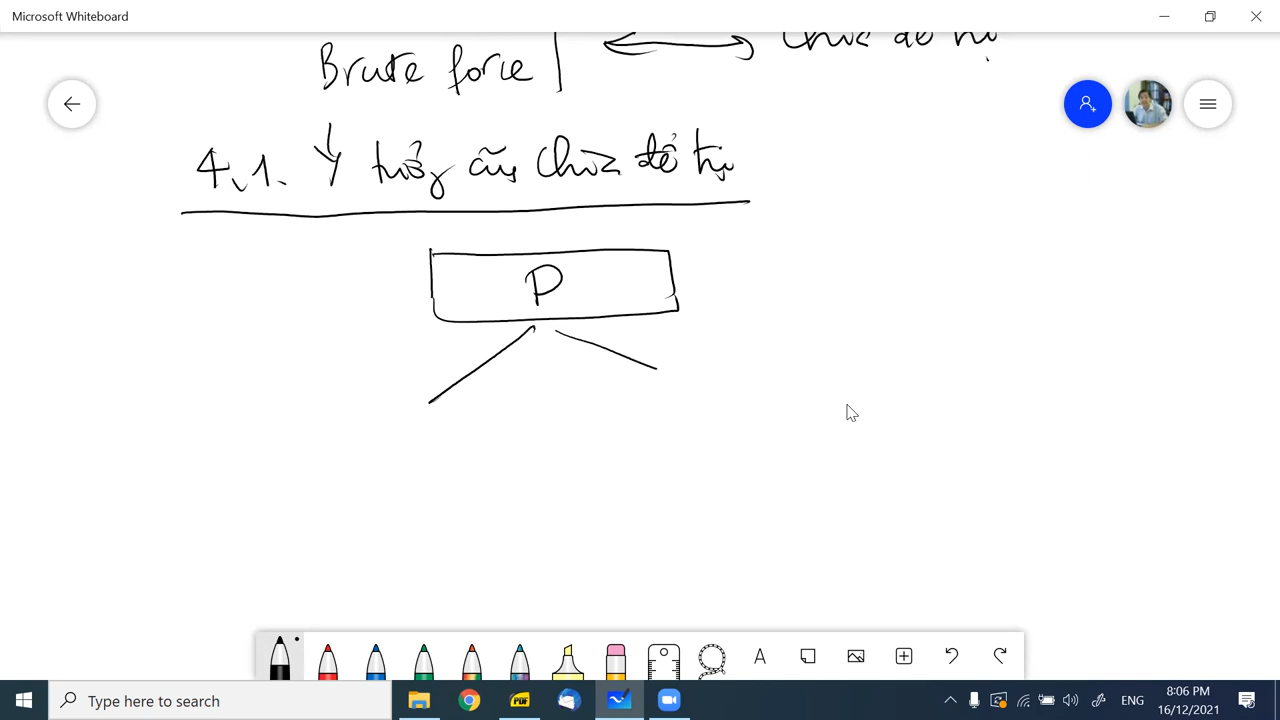 Microsoft Whiteboard
Brute force
4.1. Ý tưởng của Chia để trị
P
A
Type here to search
PDF
ENG
8:06 PM
16/12/2021